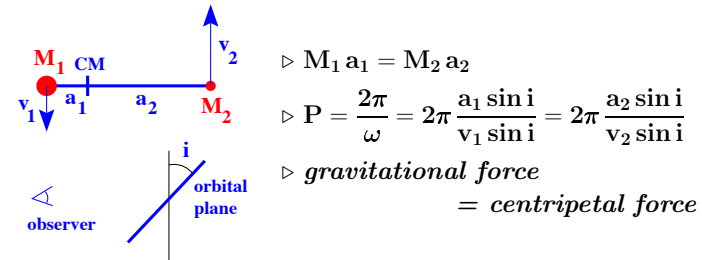 M₁ CM
v₁ a₁ a₂ v₂
M₂
i
orbital
plane
observer
▹ M₁ a₁ = M₂ a₂
▹ P = 2π/ω = 2π (a₁ sin i)/(v₁ sin i) = 2π (a₂ sin i)/(v₂ sin i)
▹ gravitational force
= centripetal force